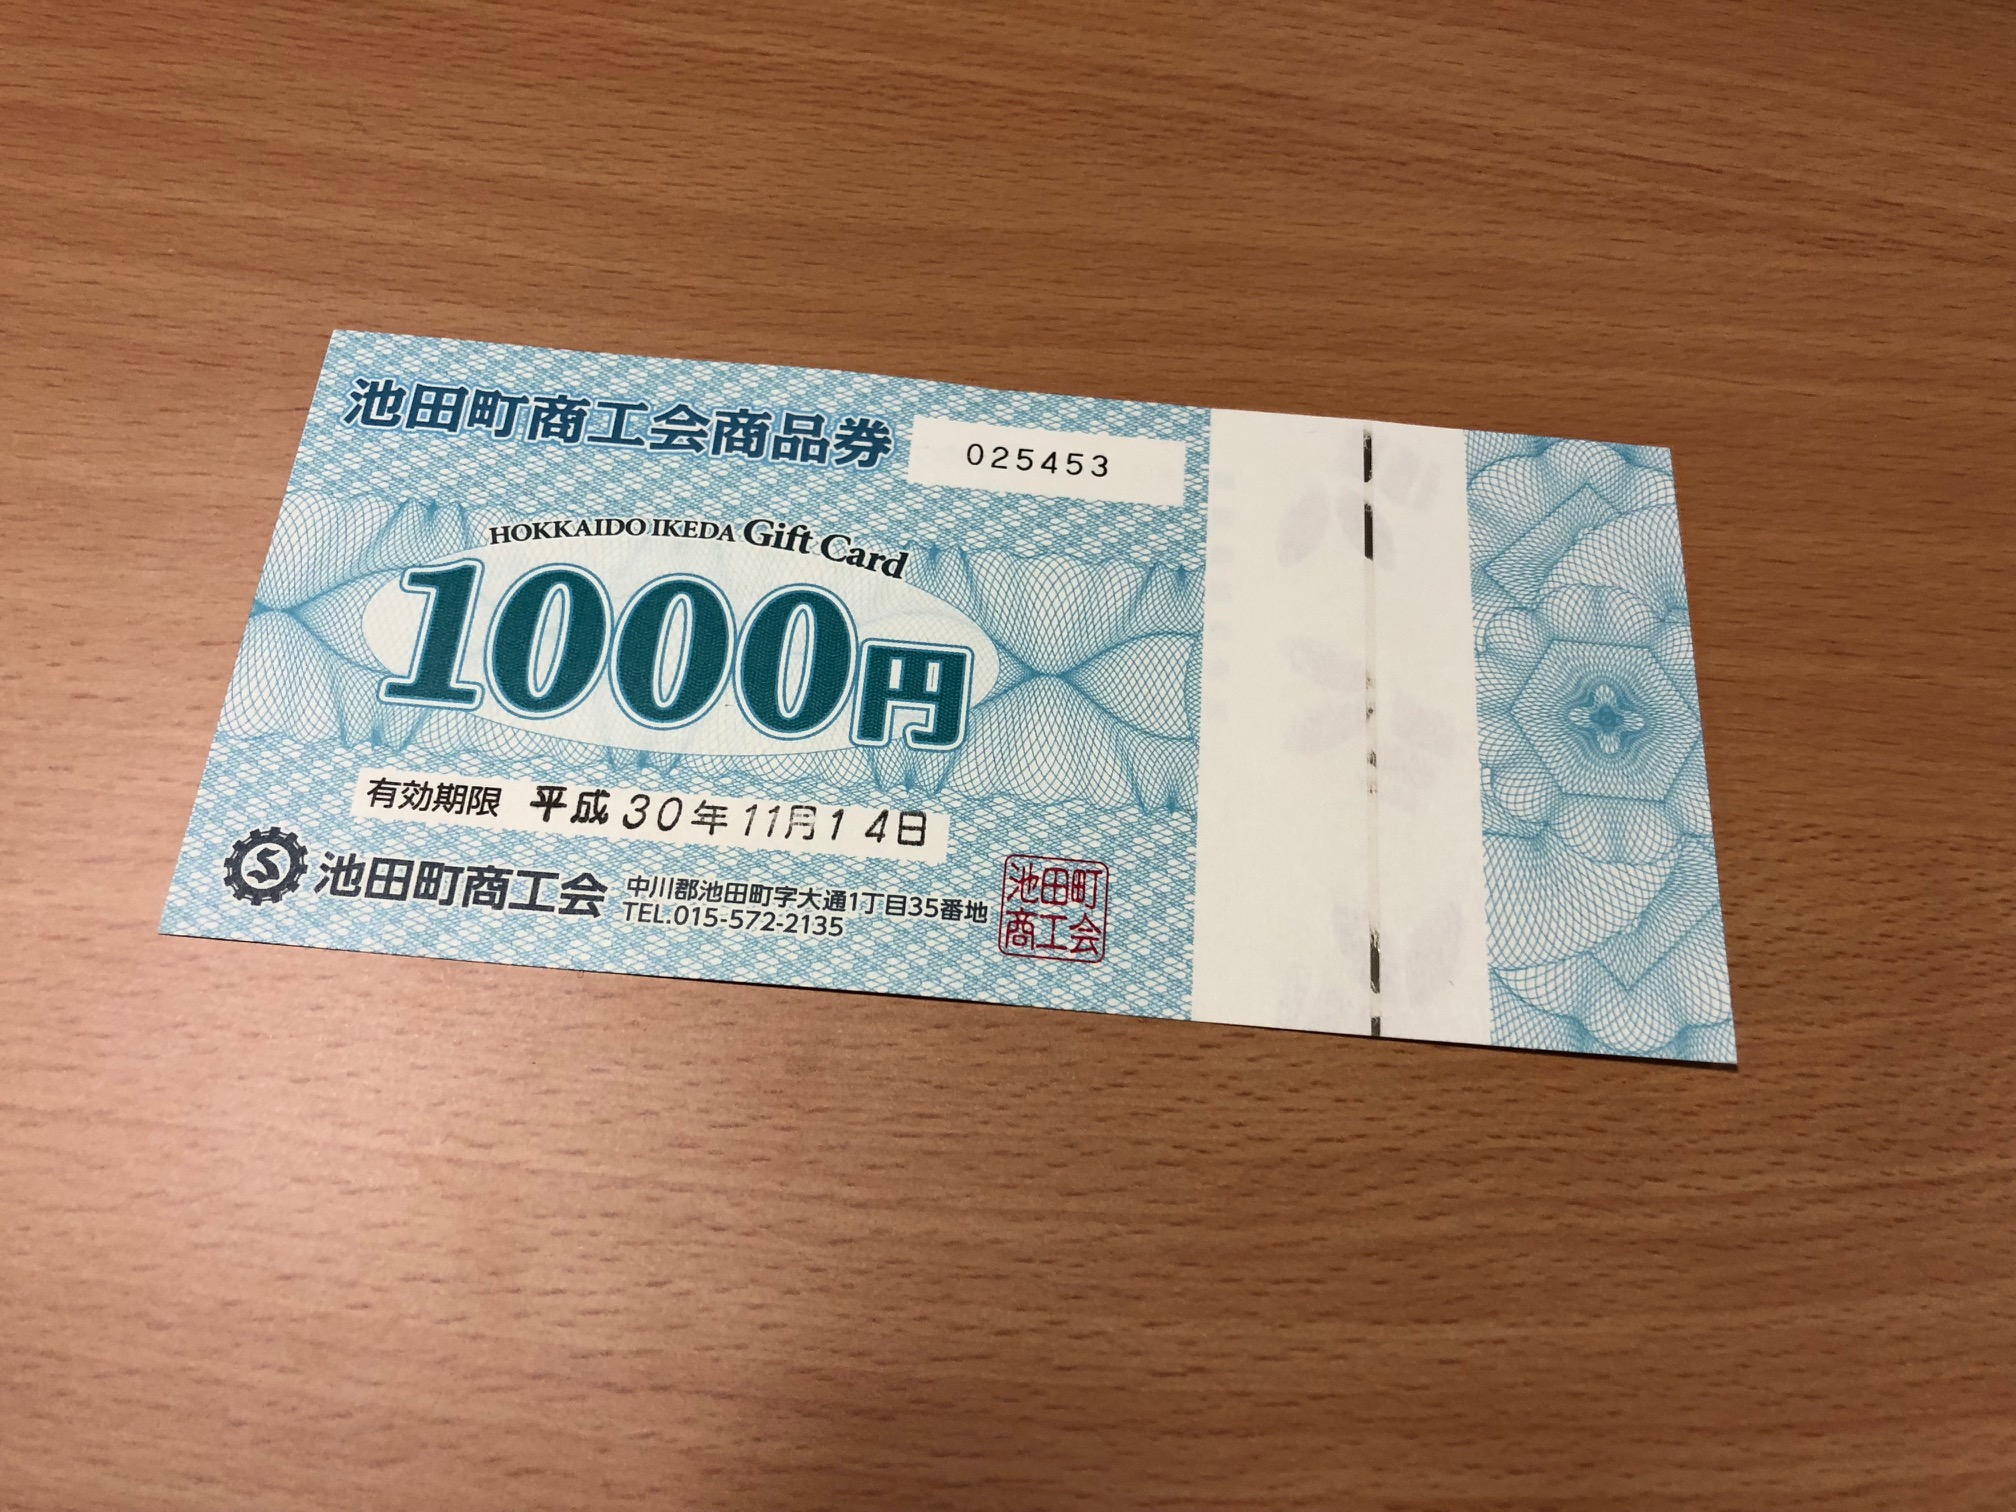 池田町商工会商品券
025453
HOKKAIDO IKEDA Gift Card
1000円
有効期限 平成30年11月14日
S 池田町商工会
中川郡池田町字大通1丁目35番地
TEL.015-572-2135
池田町
商工会